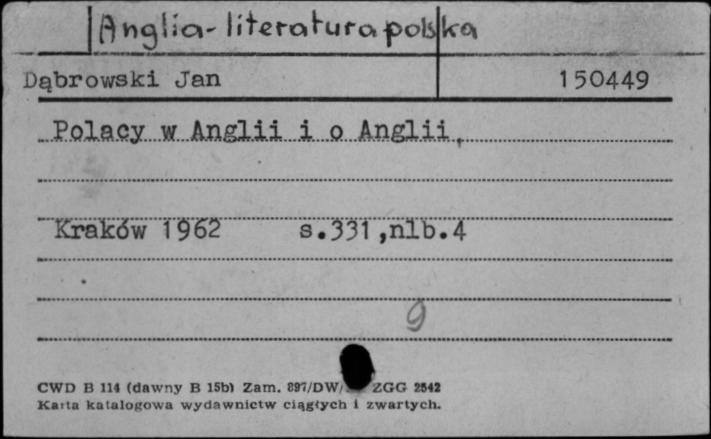 Anglia - literatura polska
Dąbrowski Jan 150449
Polacy w Anglii i o Anglii,
Kraków 1962 s.331,nlb.4
9
CWD B 114 (dawny B 15b) Zam. 897/DW/ ZGG 2542
Karta katalogowa wydawnictw ciągłych i zwartych.